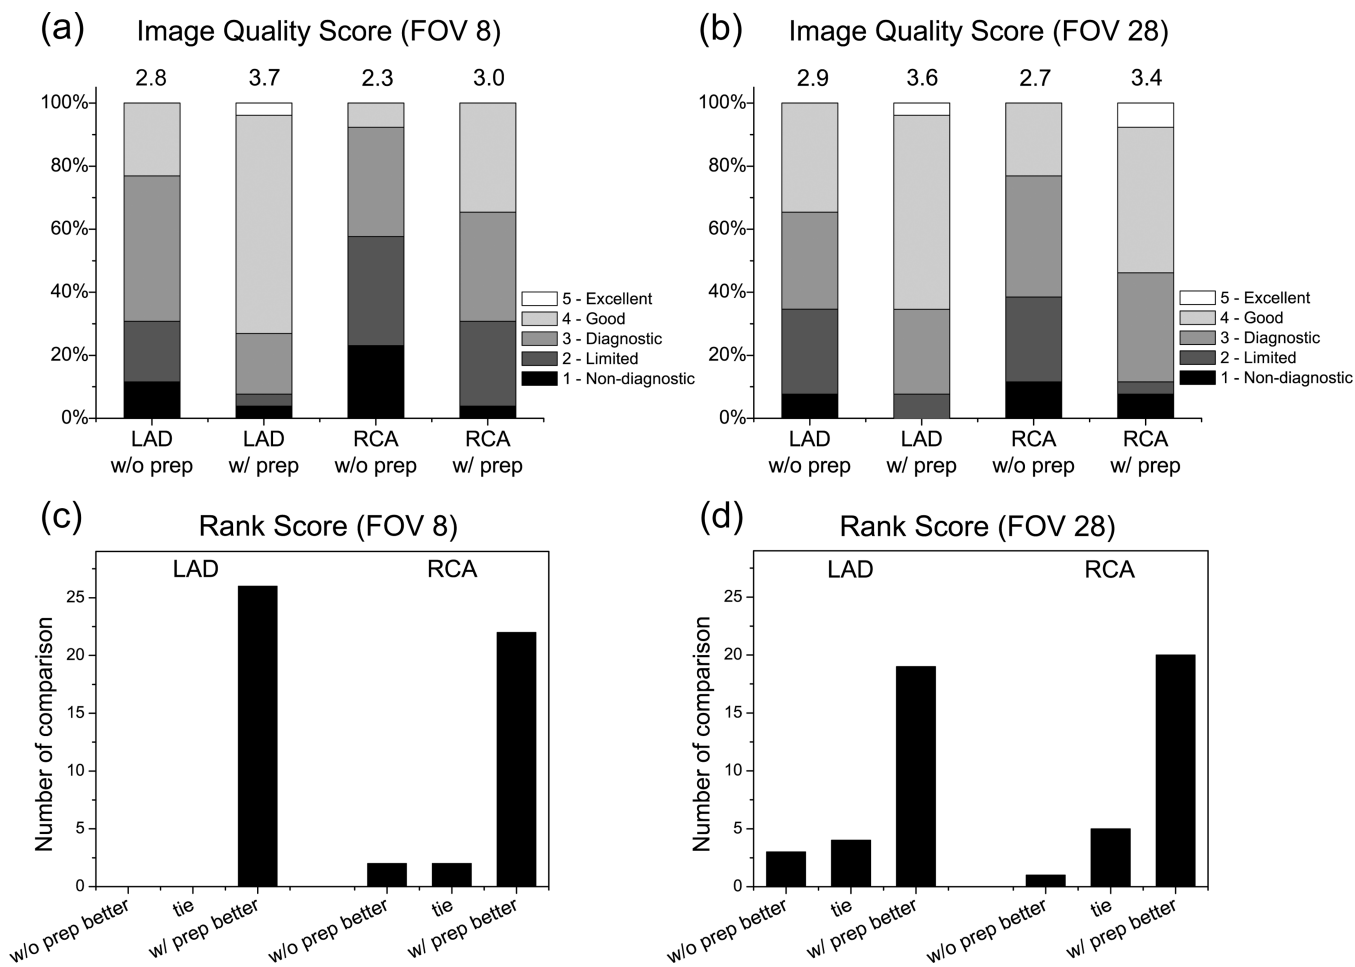 (a)
Image Quality Score (FOV 8)
2.8 3.7 2.3 3.0
100%
80%
60%
40%
20%
0%
5 - Excellent
4 - Good
3 - Diagnostic
2 - Limited
1 - Non-diagnostic
LAD LAD RCA RCA
w/o prep w/ prep w/o prep w/ prep
(b)
Image Quality Score (FOV 28)
2.9 3.6 2.7 3.4
100%
80%
60%
40%
20%
0%
5 - Excellent
4 - Good
3 - Diagnostic
2 - Limited
1 - Non-diagnostic
LAD LAD RCA RCA
w/o prep w/ prep w/o prep w/ prep
(c)
Rank Score (FOV 8)
LAD RCA
Number of comparison
25
20
15
10
5
0
w/o prep better
tie
w/ prep better
w/o prep better
tie
w/ prep better
(d)
Rank Score (FOV 28)
LAD RCA
Number of comparison
25
20
15
10
5
0
w/o prep better
tie
w/ prep better
w/o prep better
tie
w/ prep better